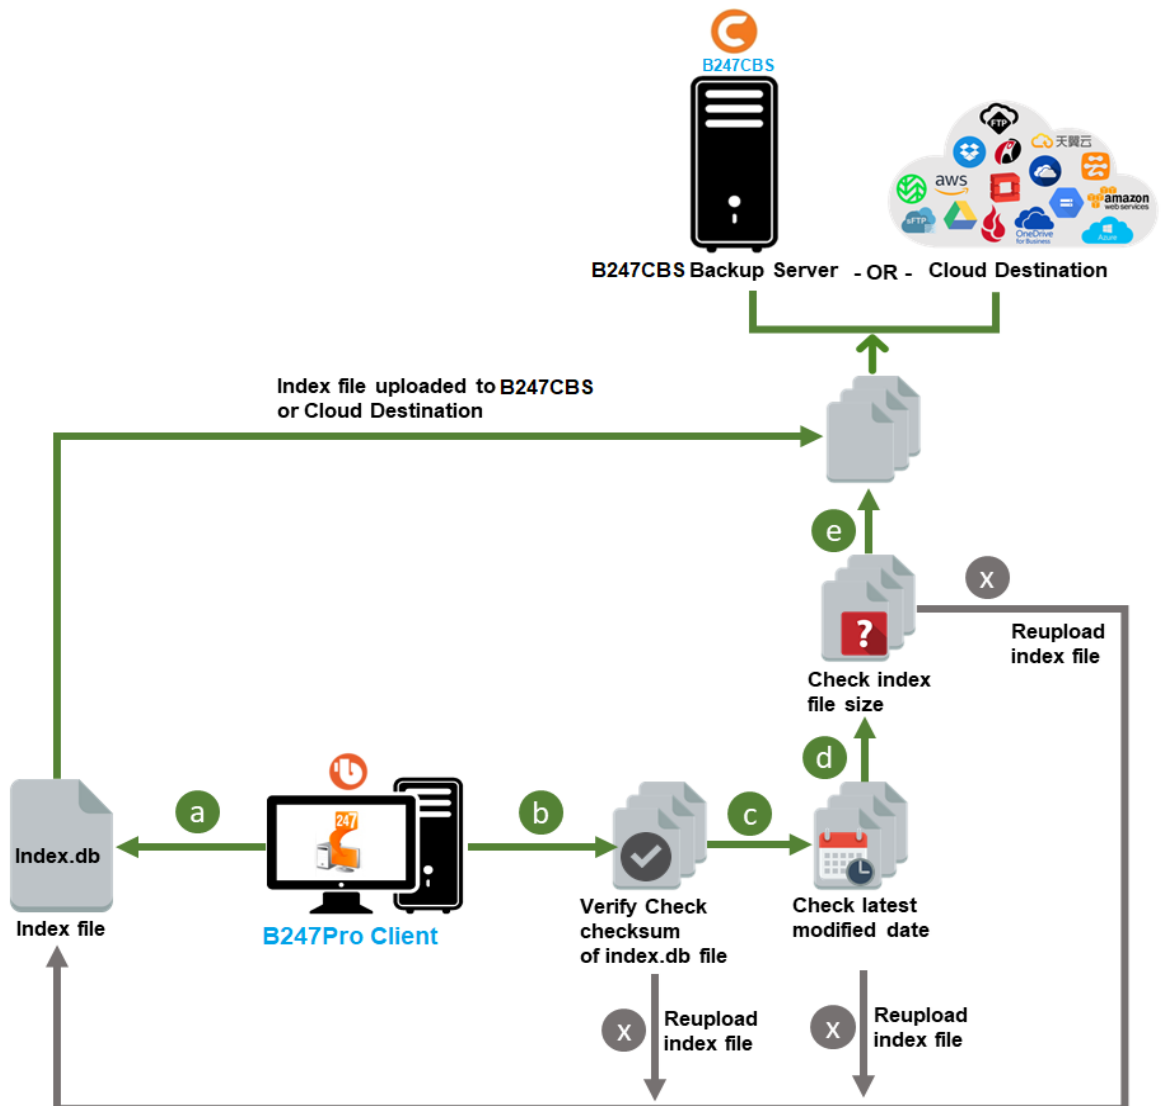 B247CBS
FTP
天翼云
aws
amazon
web services
sFTP
OneDrive
for Business
Azure
B247CBS Backup Server - OR - Cloud Destination
Index file uploaded to B247CBS
or Cloud Destination
e
x
?
Reupload
index file
Check index
file size
d
a
247
b
c
Index.db
Index file
B247Pro Client
Verify Check
checksum
of index.db file
Check latest
modified date
x
Reupload
index file
x
Reupload
index file